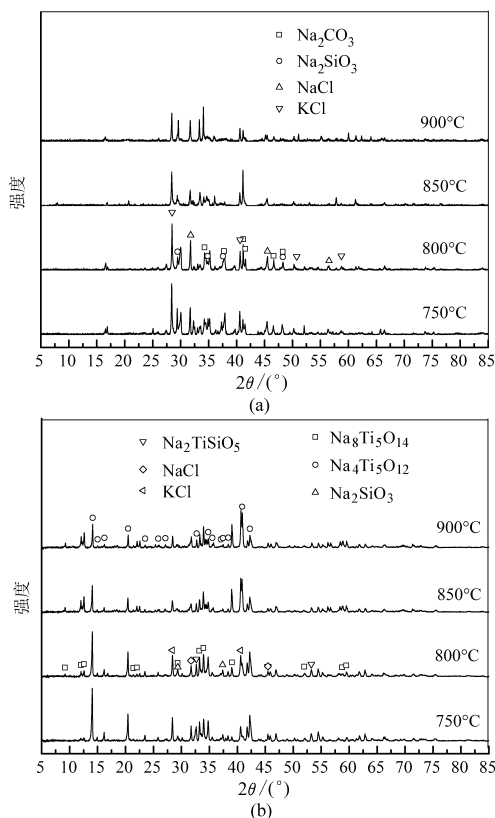 (a)
Na₂CO₃
Na₂SiO₃
NaCl
KCl
900°C
850°C
800°C
750°C
强度
5 10 15 20 25 30 35 40 45 50 55 60 65 70 75 80 85
2θ/(°)
(a)
Na₂TiSiO₅
NaCl
KCl
Na₈Ti₅O₁₄
Na₄Ti₅O₁₂
Na₂SiO₃
900°C
850°C
800°C
750°C
强度
5 10 15 20 25 30 35 40 45 50 55 60 65 70 75 80 85
2θ/(°)
(b)